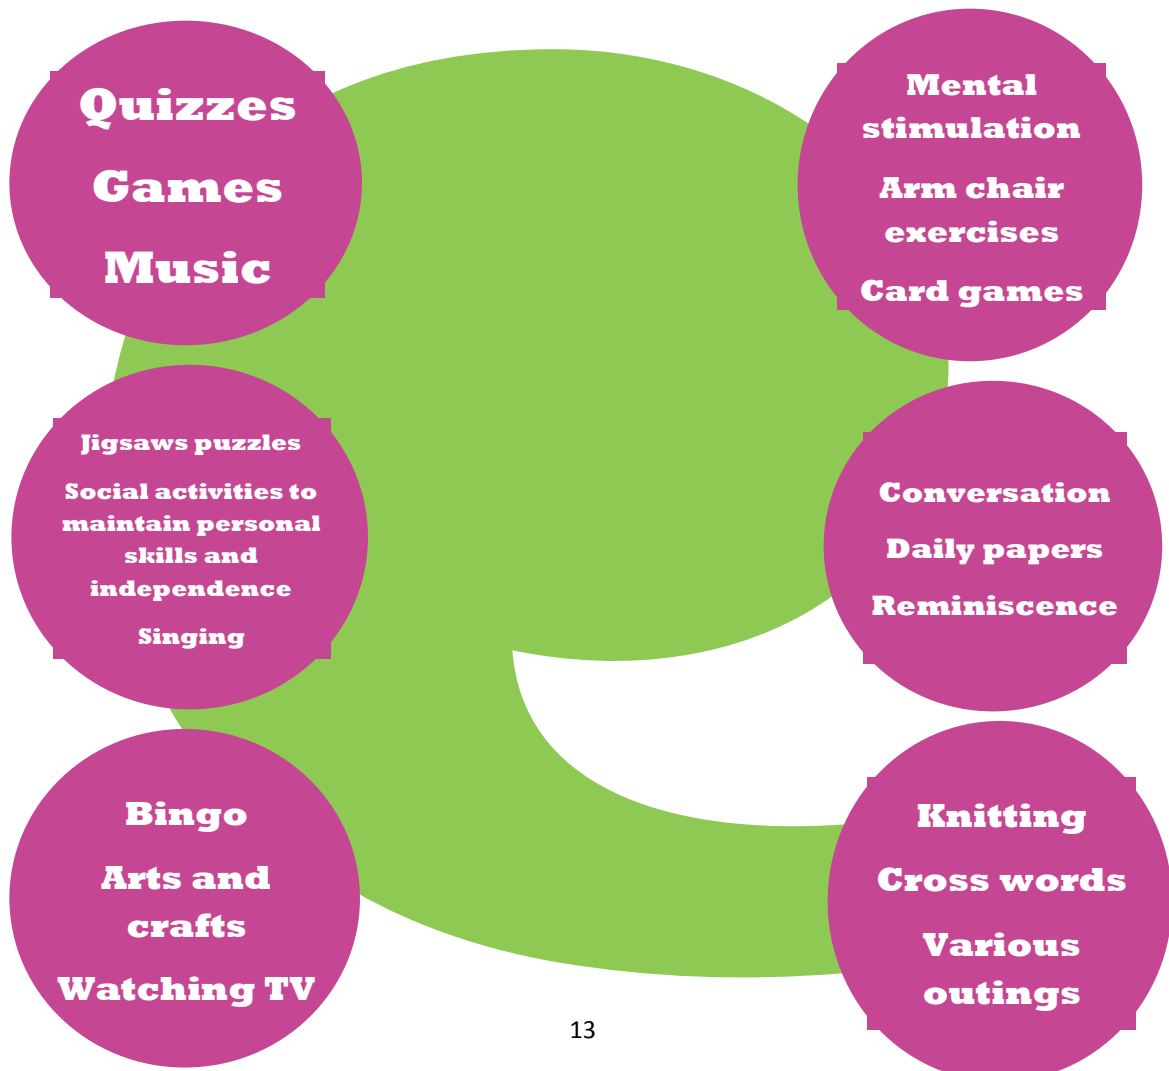 Quizzes
Games
Music
Mental
stimulation
Arm chair
exercises
Card games
Jigsaws puzzles
Social activities to
maintain personal
skills and
independence
Singing
Conversation
Daily papers
Reminiscence
Bingo
Arts and
crafts
Watching TV
Knitting
Cross words
Various
outings
13